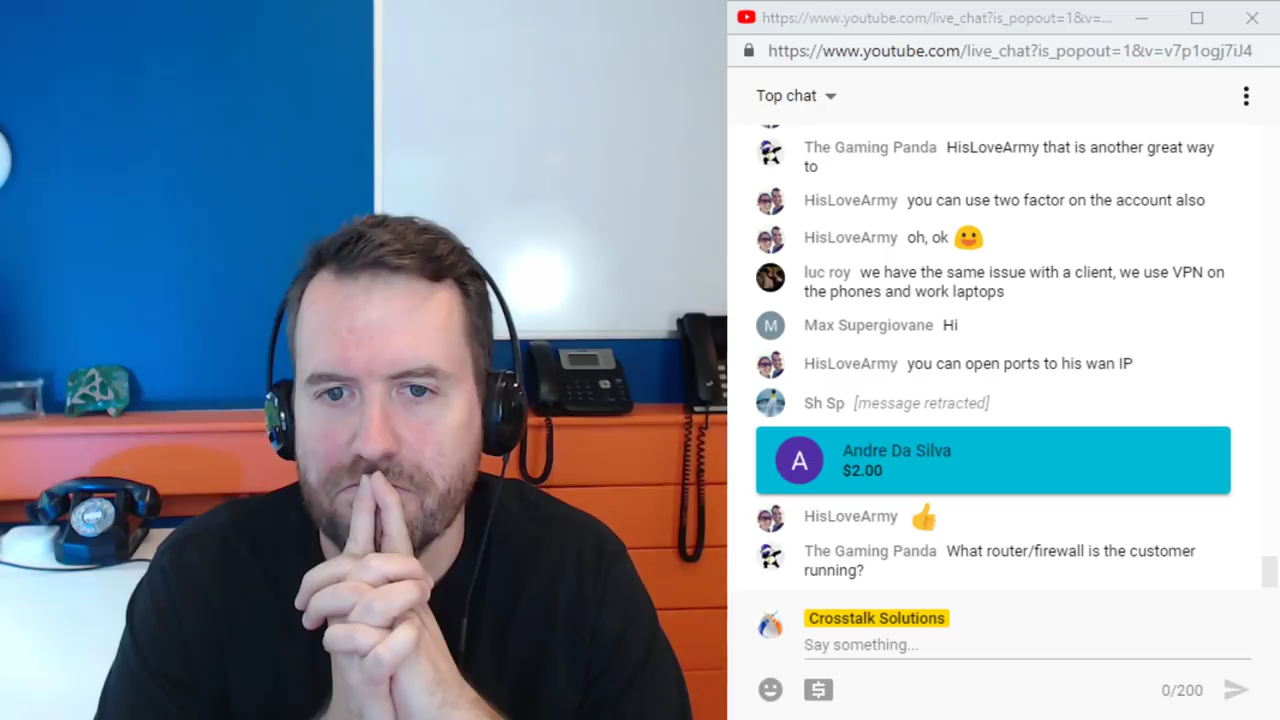 https://www.youtube.com/live_chat?is_popout=1&v=...
https://www.youtube.com/live_chat?is_popout=1&v=v7p1ogj7iJ4
Top chat
The Gaming Panda HisLoveArmy that is another great way
to
HisLoveArmy you can use two factor on the account also
HisLoveArmy oh, ok
luc roy we have the same issue with a client, we use VPN on
the phones and work laptops
M Max Supergiovane Hi
HisLoveArmy you can open ports to his wan IP
Sh Sp [message retracted]
A Andre Da Silva
$2.00
HisLoveArmy
The Gaming Panda What router/firewall is the customer
running?
Crosstalk Solutions
Say something...
0/200